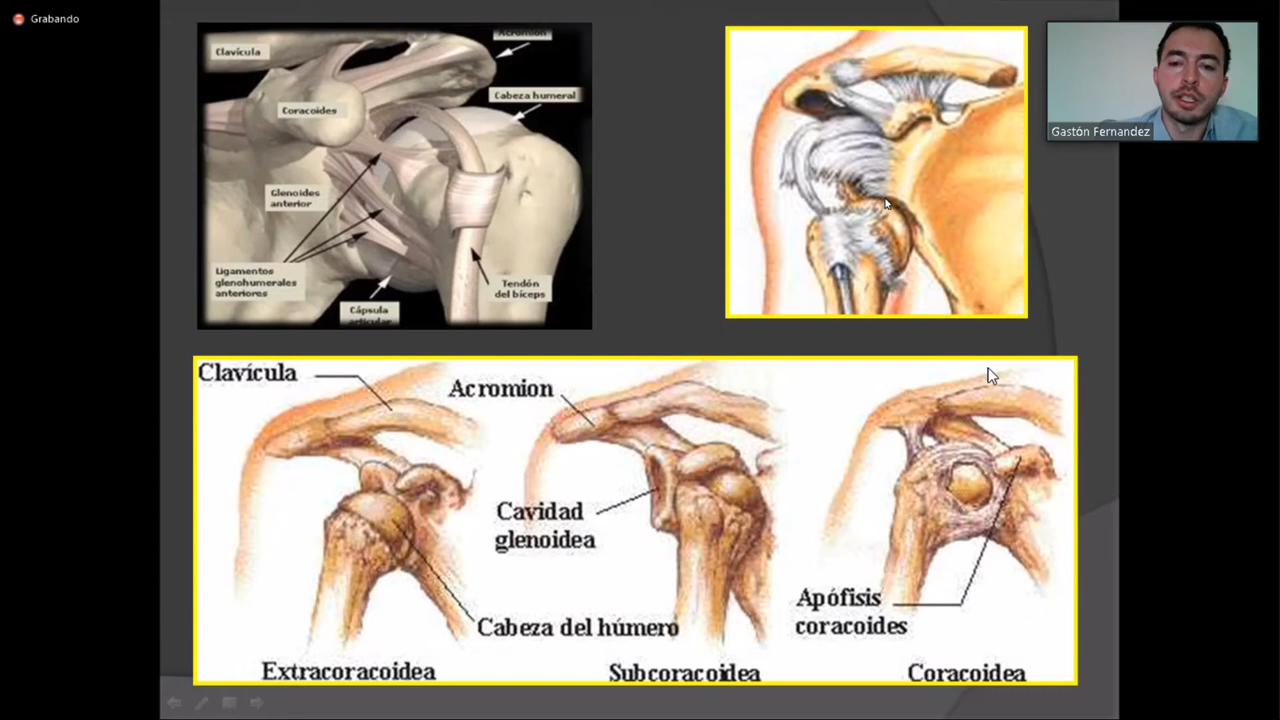 Grabando
Clavícula
Acromion
Cabeza humeral
Coracoides
Glenoides
anterior
Ligamentos
glenohumerales
anteriores
Tendón
del bíceps
Cápsula
articular
Gastón Fernandez
Clavícula
Acromion
Cavidad
glenoidea
Cabeza del húmero
Apófisis
coracoides
Extracoracoidea
Subcoracoidea
Coracoidea